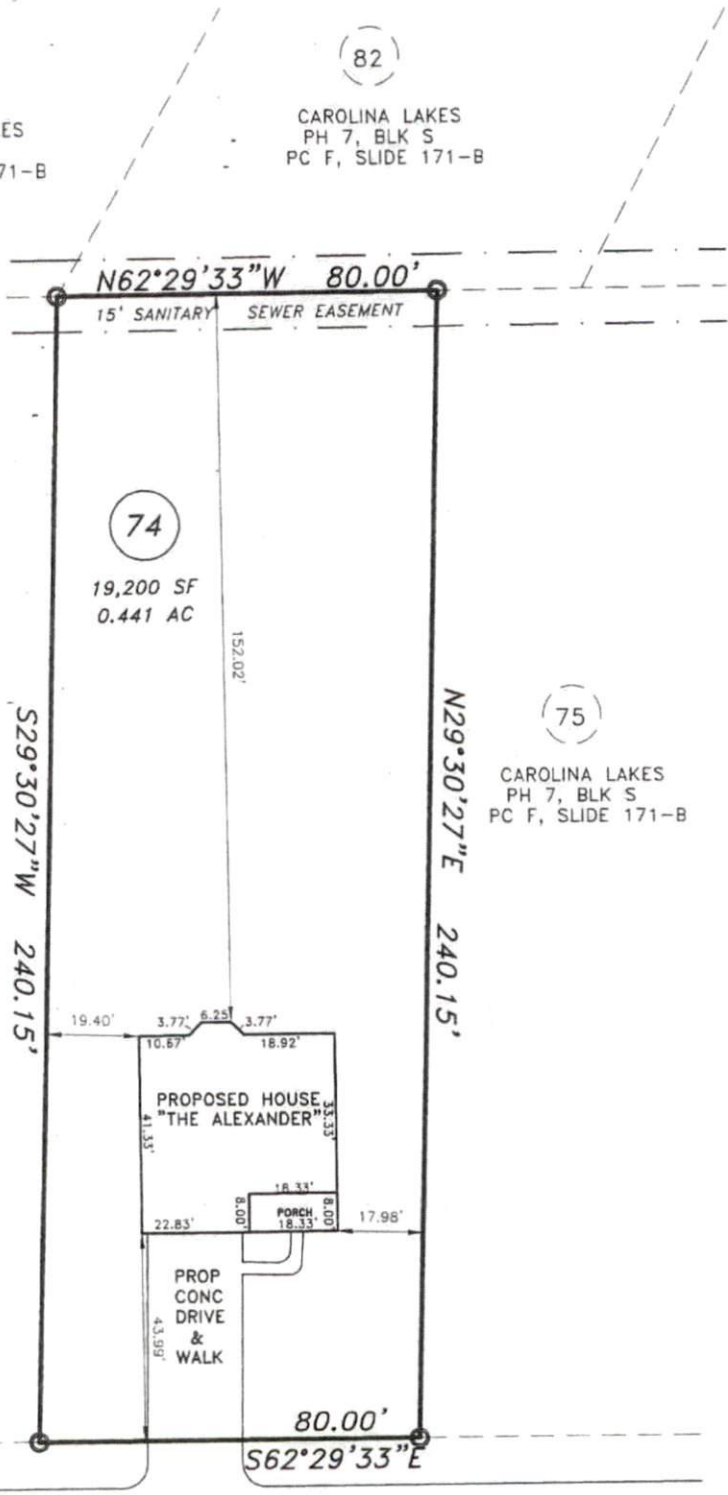 82
CAROLINA LAKES
PH 7, BLK S
PC F, SLIDE 171-B
ES
71-B
N62°29'33"W 80.00'
15' SANITARY SEWER EASEMENT
74
19,200 SF
0.441 AC
152.02'
S29°30'27"W 240.15'
N29°30'27"E 240.15'
75
CAROLINA LAKES
PH 7, BLK S
PC F, SLIDE 171-B
19.40'
3.77'
6.25'
3.77'
10.67'
18.92'
PROPOSED HOUSE
"THE ALEXANDER"
41.33'
33.33'
18.33'
8.00'
PORCH
8.00'
22.83'
18.33'
17.98'
PROP
CONC
DRIVE
&
WALK
43.99'
80.00'
S62°29'33"E